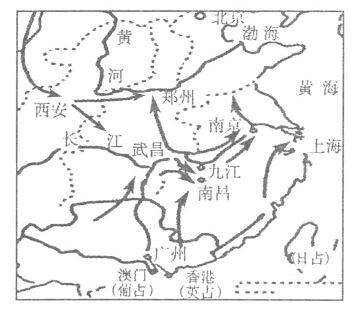 北京
渤海
黄
河
黄海
郑州
西安
南京
长
江
武昌
上海
九江
南昌
广州
(日占)
澳门
(葡占)
香港
(英占)